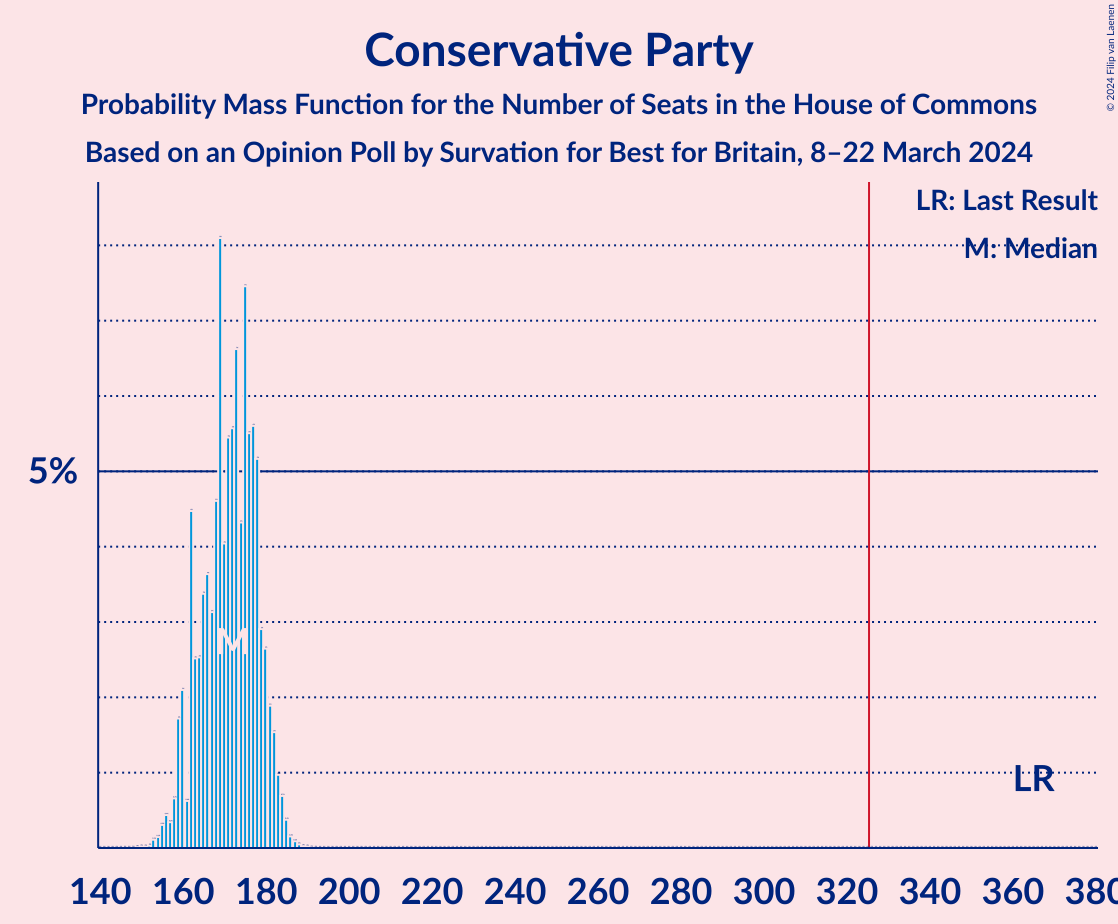 Conservative Party
Probability Mass Function for the Number of Seats in the House of Commons
Based on an Opinion Poll by Survation for Best for Britain, 8–22 March 2024
© 2024 Filip van Laenen
LR: Last Result
M: Median
5%
M
LR
140 160 180 200 220 240 260 280 300 320 340 360 380